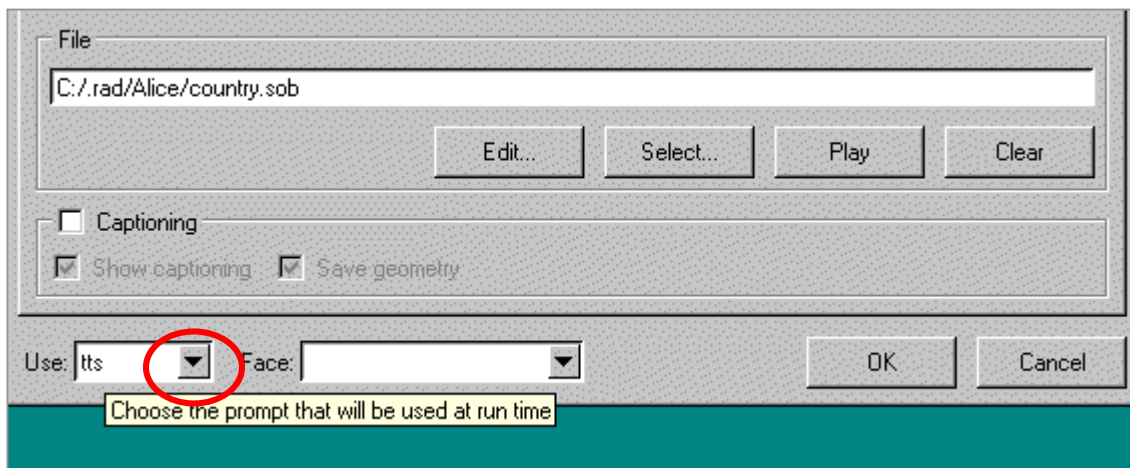 File
C:/.rad/Alice/country.sob
Edit... Select... Play Clear
Captioning
Show captioning Save geometry
Use: tts Face: OK Cancel
Choose the prompt that will be used at run time